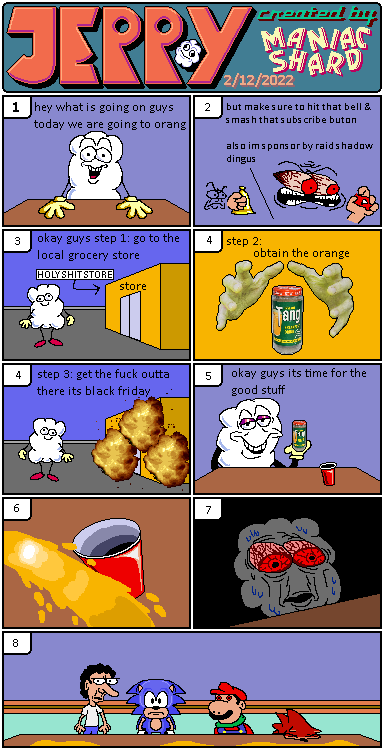 JERRY
created by
MANIAC
SHARD
2/12/2022
1
hey what is going on guys
today we are going to orang
2
but make sure to hit that bell &
smash that subscribe buton
also im sponsor by raid shadow
dingus
3
okay guys step 1: go to the
local grocery store
HOLYSHITSTORE
store
4
step 2:
obtain the orange
Tang
4
step 3: get the fuck outta
there its black friday
5
okay guys its time for the
good stuff
6
7
8